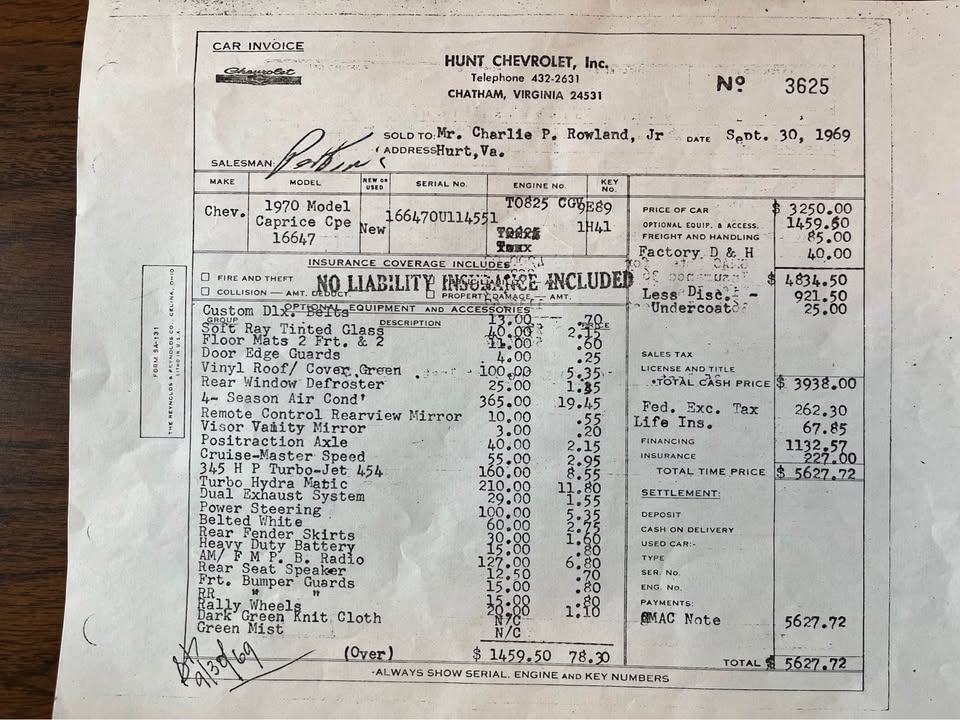 CAR INVOICE
Chevrolet
HUNT CHEVROLET, Inc.
Telephone 432-2631
CHATHAM, VIRGINIA 24531
Nº 3625
SOLD TO: Mr. Charlie P. Rowland, Jr DATE Sept. 30, 1969
ADDRESS Hurt, Va.
SALESMAN:
MAKE MODEL NEW OR USED SERIAL NO. ENGINE NO. KEY NO.
Chev. 1970 Model Caprice Cpe 16647 New 166470U114551 T0825 CGV 9E89 1H41
PRICE OF CAR $ 3250.00
OPTIONAL EQUIP. & ACCESS. 1459.50
FREIGHT AND HANDLING 85.00
Factory D & H 40.00
$ 4834.50
Less Disc. - 921.50
Undercoat 25.00
SALES TAX
LICENSE AND TITLE
TOTAL CASH PRICE $ 3938.00
Fed. Exc. Tax 262.30
Life Ins. 67.85
FINANCING 1132.57
INSURANCE 227.00
TOTAL TIME PRICE $ 5627.72
SETTLEMENT:
DEPOSIT
CASH ON DELIVERY
USED CAR:-
TYPE
SER. NO.
ENG. NO.
PAYMENTS:
GMAC Note 5627.72
TOTAL $ 5627.72
INSURANCE COVERAGE INCLUDES
FIRE AND THEFT
COLLISION — AMT. DEDUCT.
PROPERTY DAMAGE — AMT.
NO LIABILITY INSURANCE INCLUDED
OPTIONAL EQUIPMENT AND ACCESSORIES
GROUP DESCRIPTION PRICE
Custom Dlx. Belts 13.00 .70
Soft Ray Tinted Glass 40.00 2.15
Floor Mats 2 Frt. & 2 11.00 .60
Door Edge Guards 4.00 .25
Vinyl Roof/ Cover Green 100.00 5.35
Rear Window Defroster 25.00 1.35
4- Season Air Cond' 365.00 19.45
Remote Control Rearview Mirror 10.00 .55
Visor Vanity Mirror 3.00 .20
Positraction Axle 40.00 2.15
Cruise-Master Speed 55.00 2.95
345 H P Turbo-Jet 454 160.00 8.55
Turbo Hydra Matic 210.00 11.80
Dual Exhaust System 29.00 1.55
Power Steering 100.00 5.35
Belted White 60.00 2.75
Rear Fender Skirts 30.00 1.60
Heavy Duty Battery 15.00 .80
AM/ F M P. B. Radio 127.00 6.80
Rear Seat Speaker 12.50 .70
Frt. Bumper Guards 15.00 .80
RR " " 15.00 .80
Rally Wheels 20.00 1.10
Dark Green Knit Cloth N/C
Green Mist N/C
(Over) $ 1459.50 78.30
-ALWAYS SHOW SERIAL, ENGINE AND KEY NUMBERS
9/30/69
FORM SA-131
THE REYNOLDS & REYNOLDS CO., CELINA, OHIO
LITHO IN U.S.A.